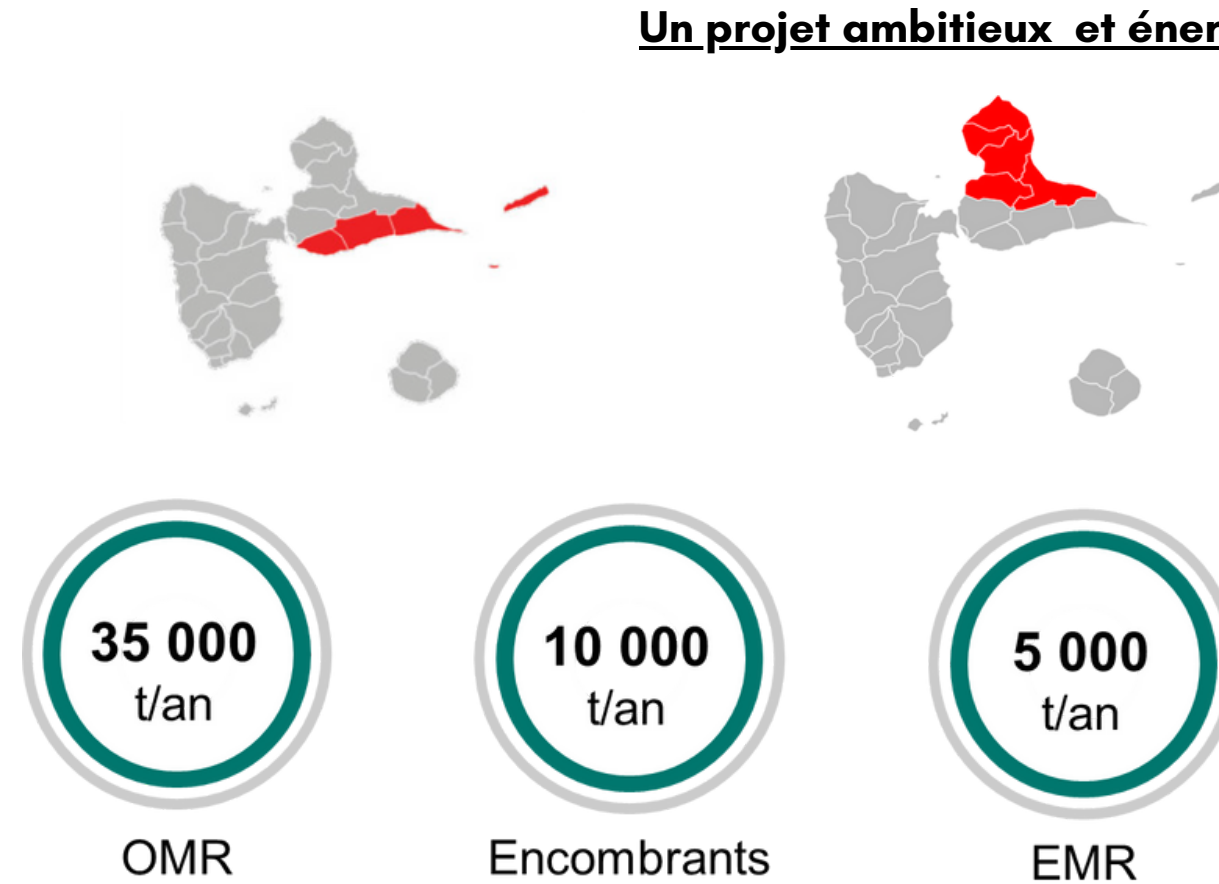 Un projet ambitieux et éner
35 000
t/an
OMR
10 000
t/an
Encombrants
5 000
t/an
EMR